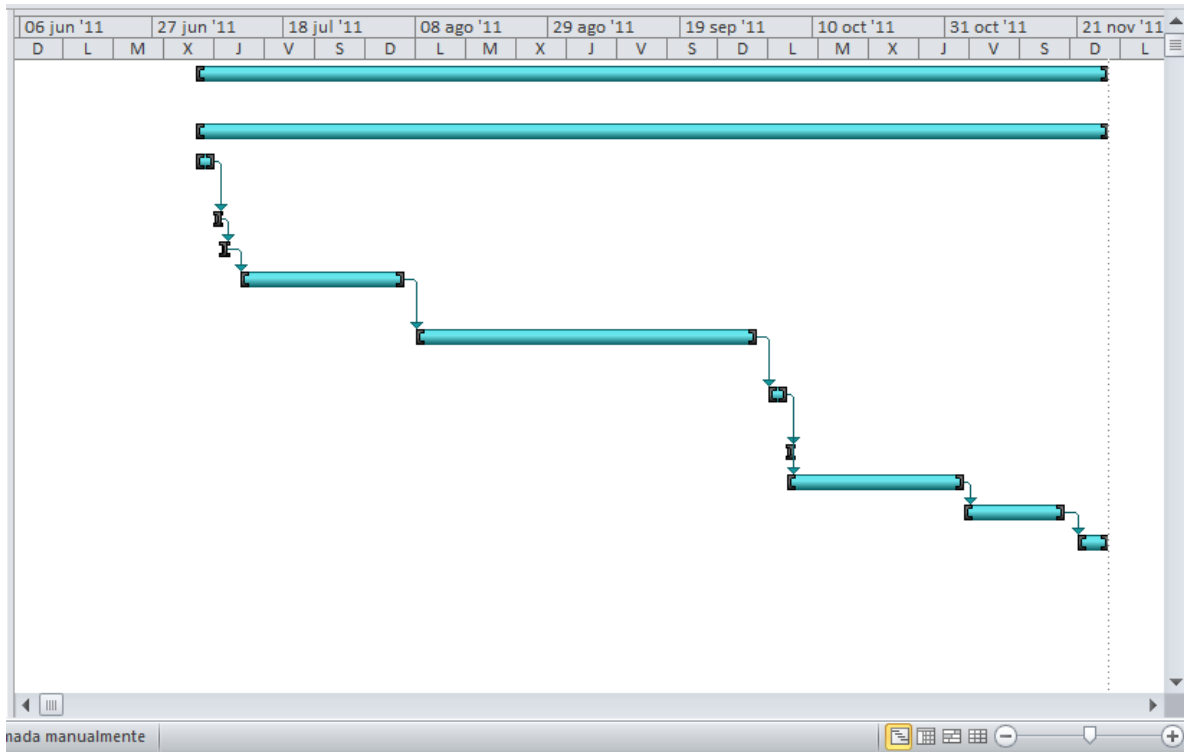 06 jun '11 27 jun '11 18 jul '11 08 ago '11 29 ago '11 19 sep '11 10 oct '11 31 oct '11 21 nov '11
D L M X J V S D L M X J V S D L M X J V S D L
mada manualmente